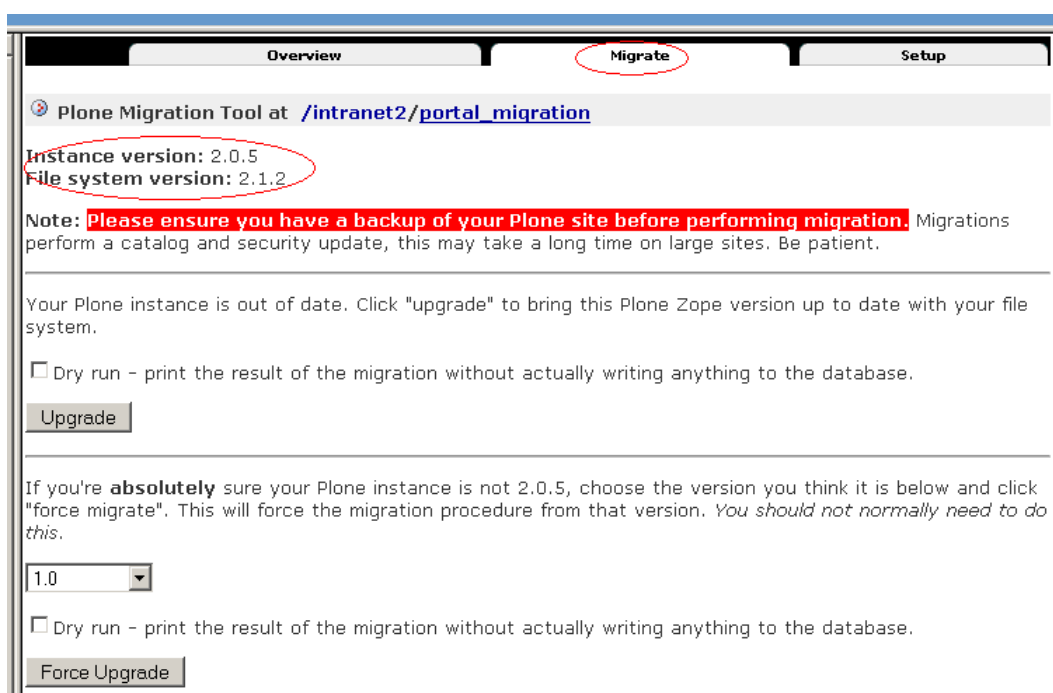 Overview Migrate Setup
Plone Migration Tool at /intranet2/portal_migration
Instance version: 2.0.5
File system version: 2.1.2
Note: Please ensure you have a backup of your Plone site before performing migration. Migrations
perform a catalog and security update, this may take a long time on large sites. Be patient.
Your Plone instance is out of date. Click "upgrade" to bring this Plone Zope version up to date with your file
system.
Dry run - print the result of the migration without actually writing anything to the database.
Upgrade
If you're absolutely sure your Plone instance is not 2.0.5, choose the version you think it is below and click
"force migrate". This will force the migration procedure from that version. You should not normally need to do
this.
1.0
Dry run - print the result of the migration without actually writing anything to the database.
Force Upgrade